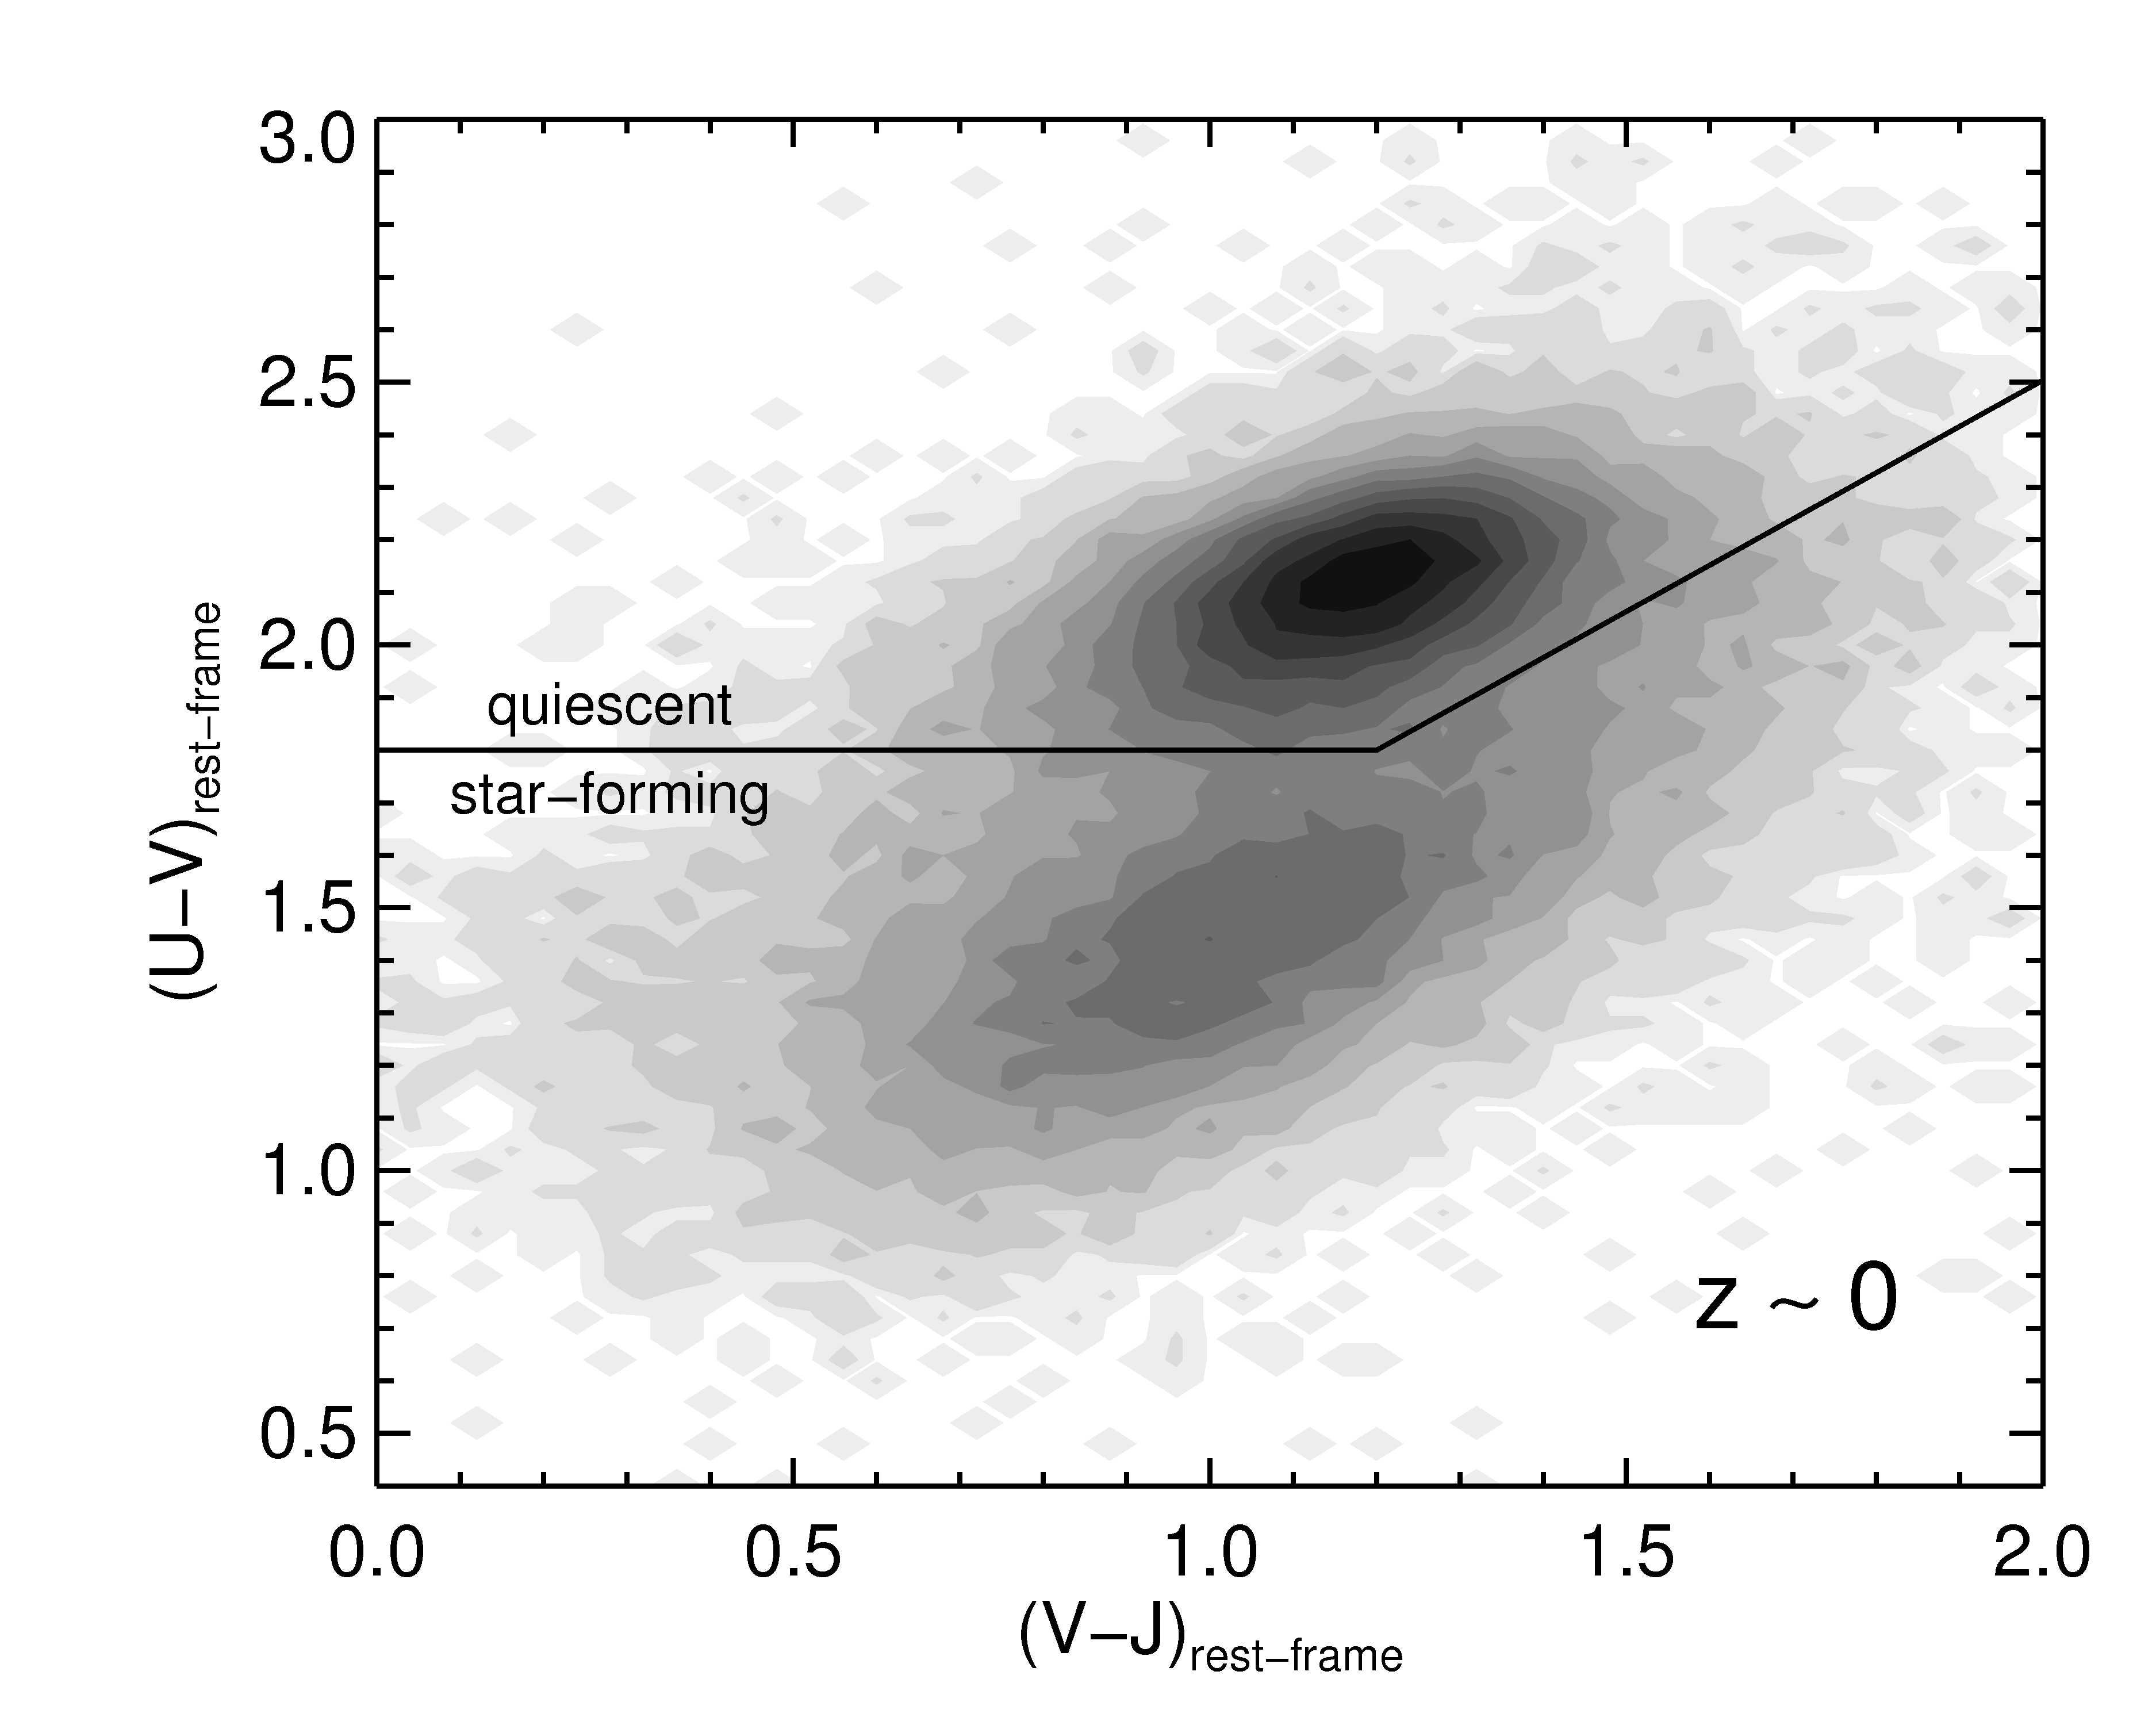 3.0
2.5
2.0
1.5
1.0
0.5
(U−V)rest−frame
quiescent
star−forming
z ~ 0
0.0 0.5 1.0 1.5 2.0
(V−J)rest−frame